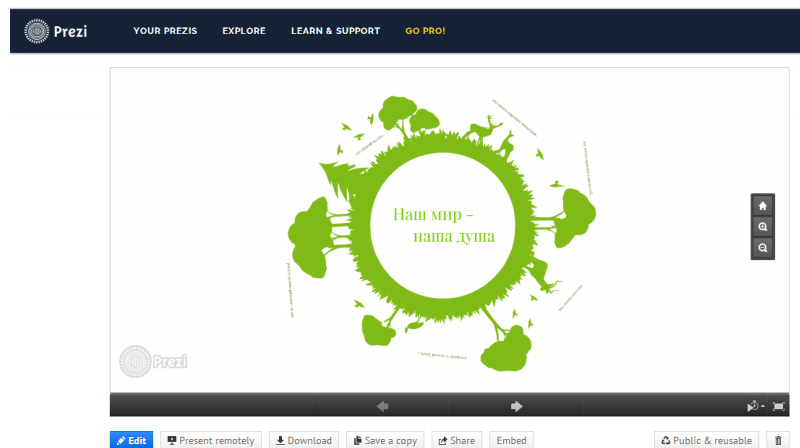 Prezi
YOUR PREZIS EXPLORE LEARN & SUPPORT GO PRO!
Наш мир -
наша душа
Prezi
Edit Present remotely Download Save a copy Share Embed Public & reusable